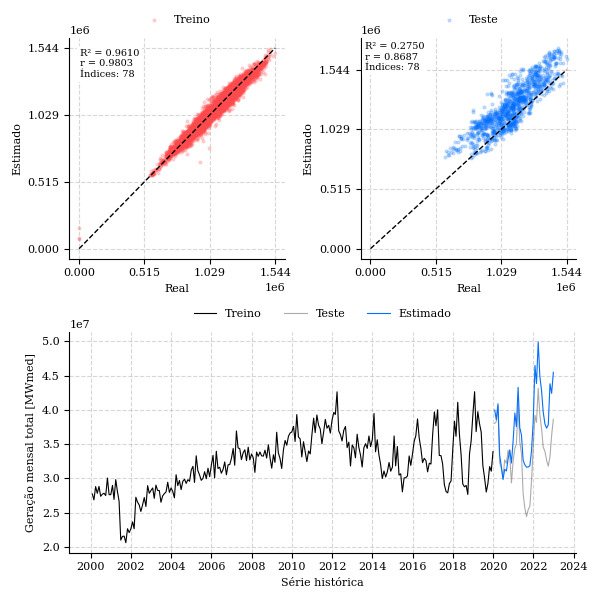 Treino
1e6
R² = 0.9610
r = 0.9803
Índices: 78
1.544
1.029
0.515
0.000
Estimado
0.000 0.515 1.029 1.544
Real
1e6
Teste
1e6
R² = 0.2750
r = 0.8687
Índices: 78
1.544
1.029
0.515
0.000
Estimado
0.000 0.515 1.029 1.544
Real
1e6
Treino Teste Estimado
1e7
5.0
4.5
4.0
3.5
3.0
2.5
2.0
Geração mensal total [MWmed]
2000 2002 2004 2006 2008 2010 2012 2014 2016 2018 2020 2022 2024
Série histórica